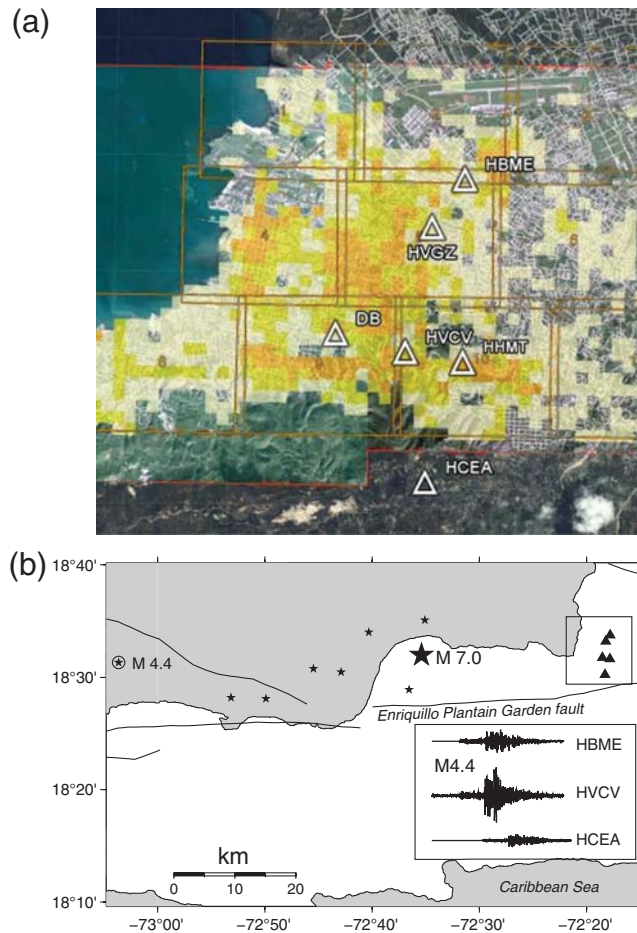 (a)
HBME
HVGZ
4
DB
HVCV
HHMT
6
HCEA
(b)
18°40'
M 4.4
M 7.0
18°30'
Enriquillo Plantain Garden fault
HBME
M4.4
HVCV
18°20'
HCEA
km
0 10 20
Caribbean Sea
18°10'
−73°00' −72°50' −72°40' −72°30' −72°20'